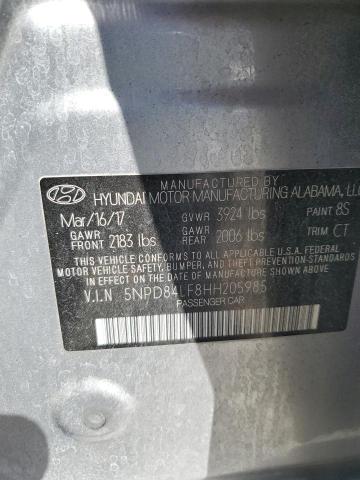 MANUFACTURED BY
HYUNDAI MOTOR MANUFACTURING ALABAMA, LLC
Mar/16/17 GVWR 3924 lbs PAINT 8S
GAWR FRONT 2183 lbs GAWR REAR 2006 lbs TRIM CT
THIS VEHICLE CONFORMS TO ALL APPLICABLE U.S.A FEDERAL
MOTOR VEHICLE SAFETY, BUMPER, AND THEFT PREVENTION
STANDARDS IN EFFECT ON THE DATE OF MANUFACTURE SHOWN ABOVE.
V.I.N 5NPD84LF8HH205985
PASSENGER CAR